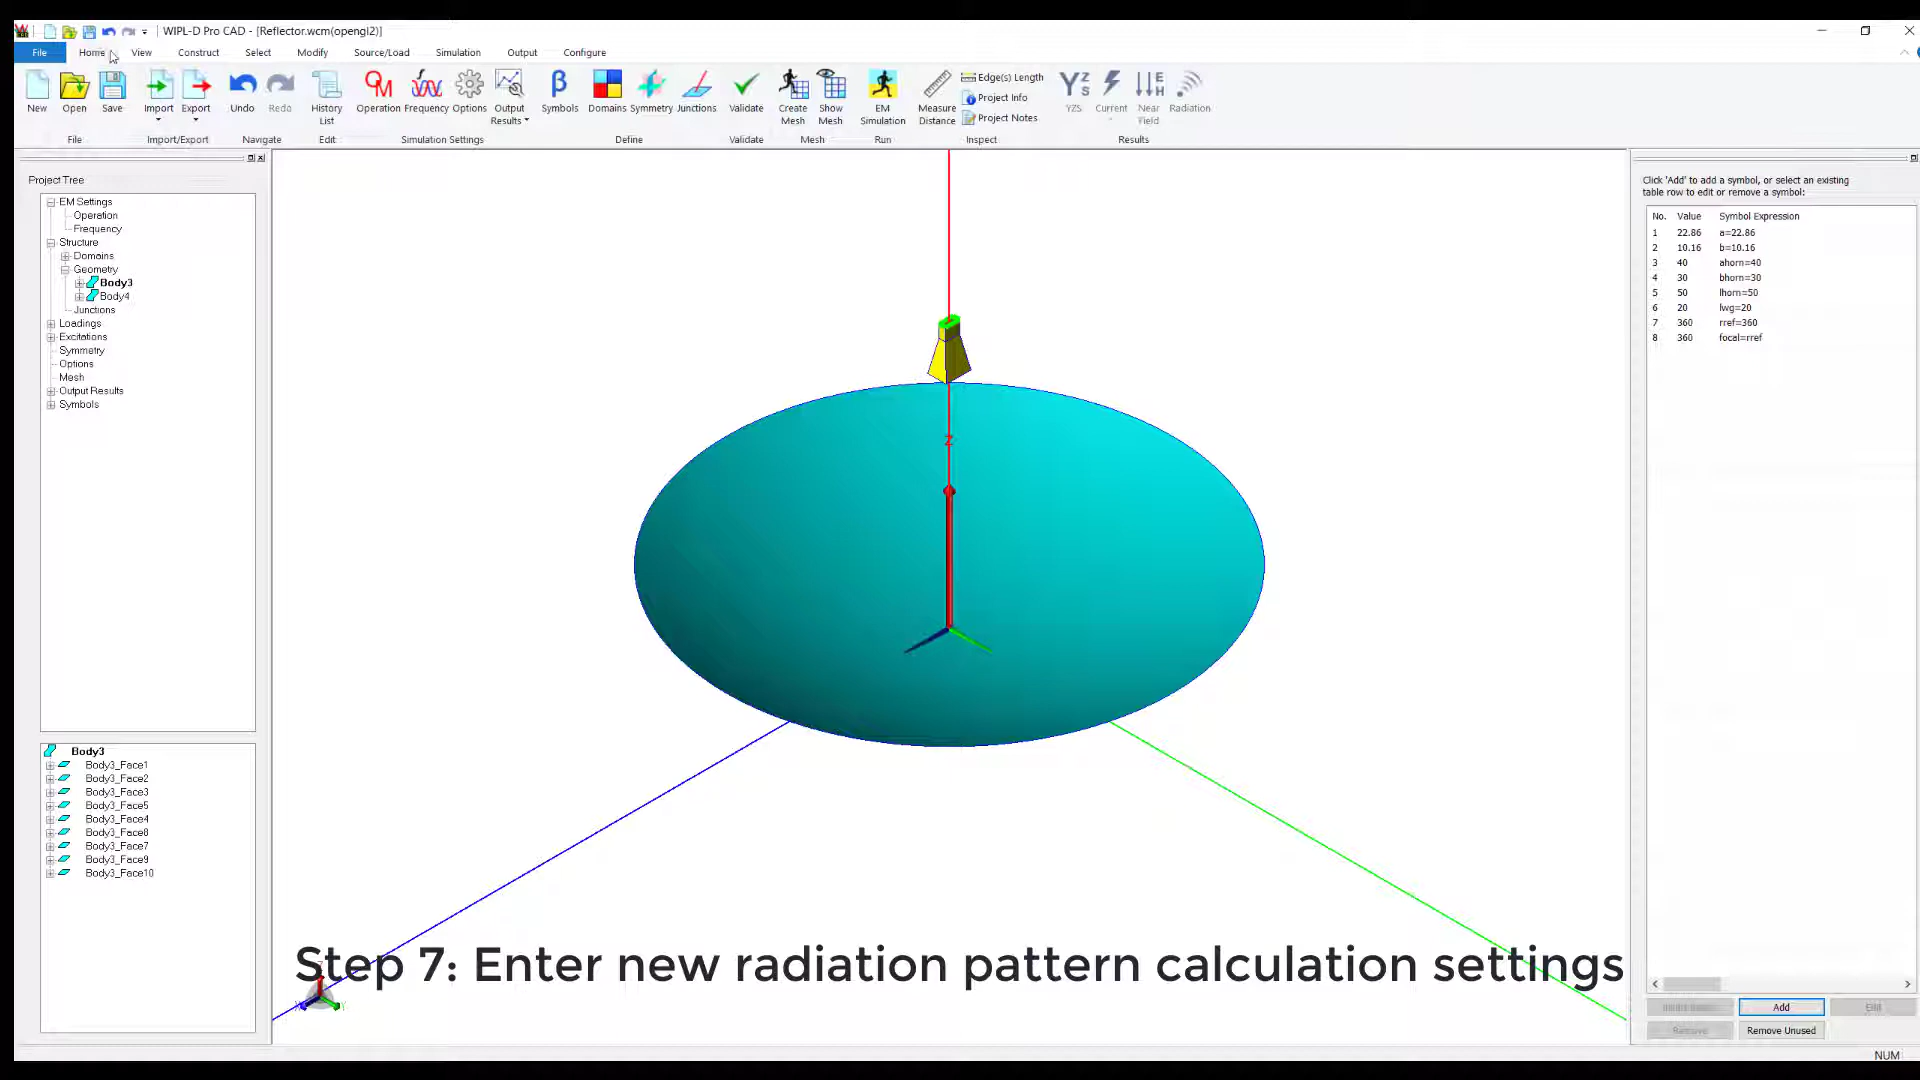 WIPL-D Pro CAD - [Reflector.wcm(opengl2)]
File Home View Construct Select Modify Source/Load Simulation Output Configure
New Open Save Import Export Undo Redo History List Operation Frequency Options Output Results Symbols Domains Symmetry Junctions Validate Create Mesh Show Mesh EM Simulation Measure Distance Edge(s) Length Project Info Project Notes YZS Current Near Field Radiation
File Import/Export Navigate Edit Simulation Settings Define Validate Mesh Run Inspect Results
Project Tree
EM Settings
Operation
Frequency
Structure
Domains
Geometry
Body3
Body4
Junctions
Loadings
Excitations
Symmetry
Options
Mesh
Output Results
Symbols
Body3
Body3_Face1
Body3_Face2
Body3_Face3
Body3_Face5
Body3_Face4
Body3_Face8
Body3_Face7
Body3_Face9
Body3_Face10
Z
Step 7: Enter new radiation pattern calculation settings
Click 'Add' to add a symbol, or select an existing
table row to edit or remove a symbol:
No. Value Symbol Expression
1 22.86 a=22.86
2 10.16 b=10.16
3 40 ahorn=40
4 30 bhorn=30
5 50 lhorn=50
6 20 lwg=20
7 360 rref=360
8 360 focal=rref
Add Edit
Remove Remove Unused
NUM